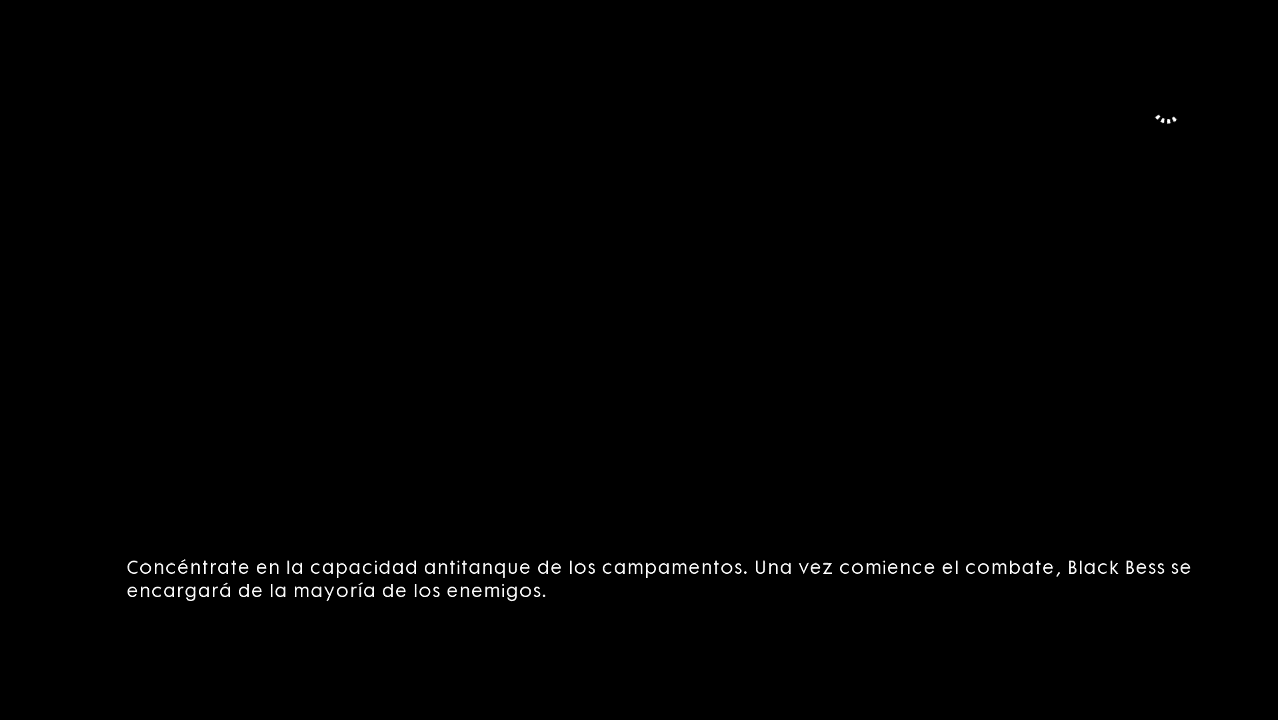 Concéntrate en la capacidad antitanque de los campamentos. Una vez comience el combate, Black Bess se
encargará de la mayoría de los enemigos.